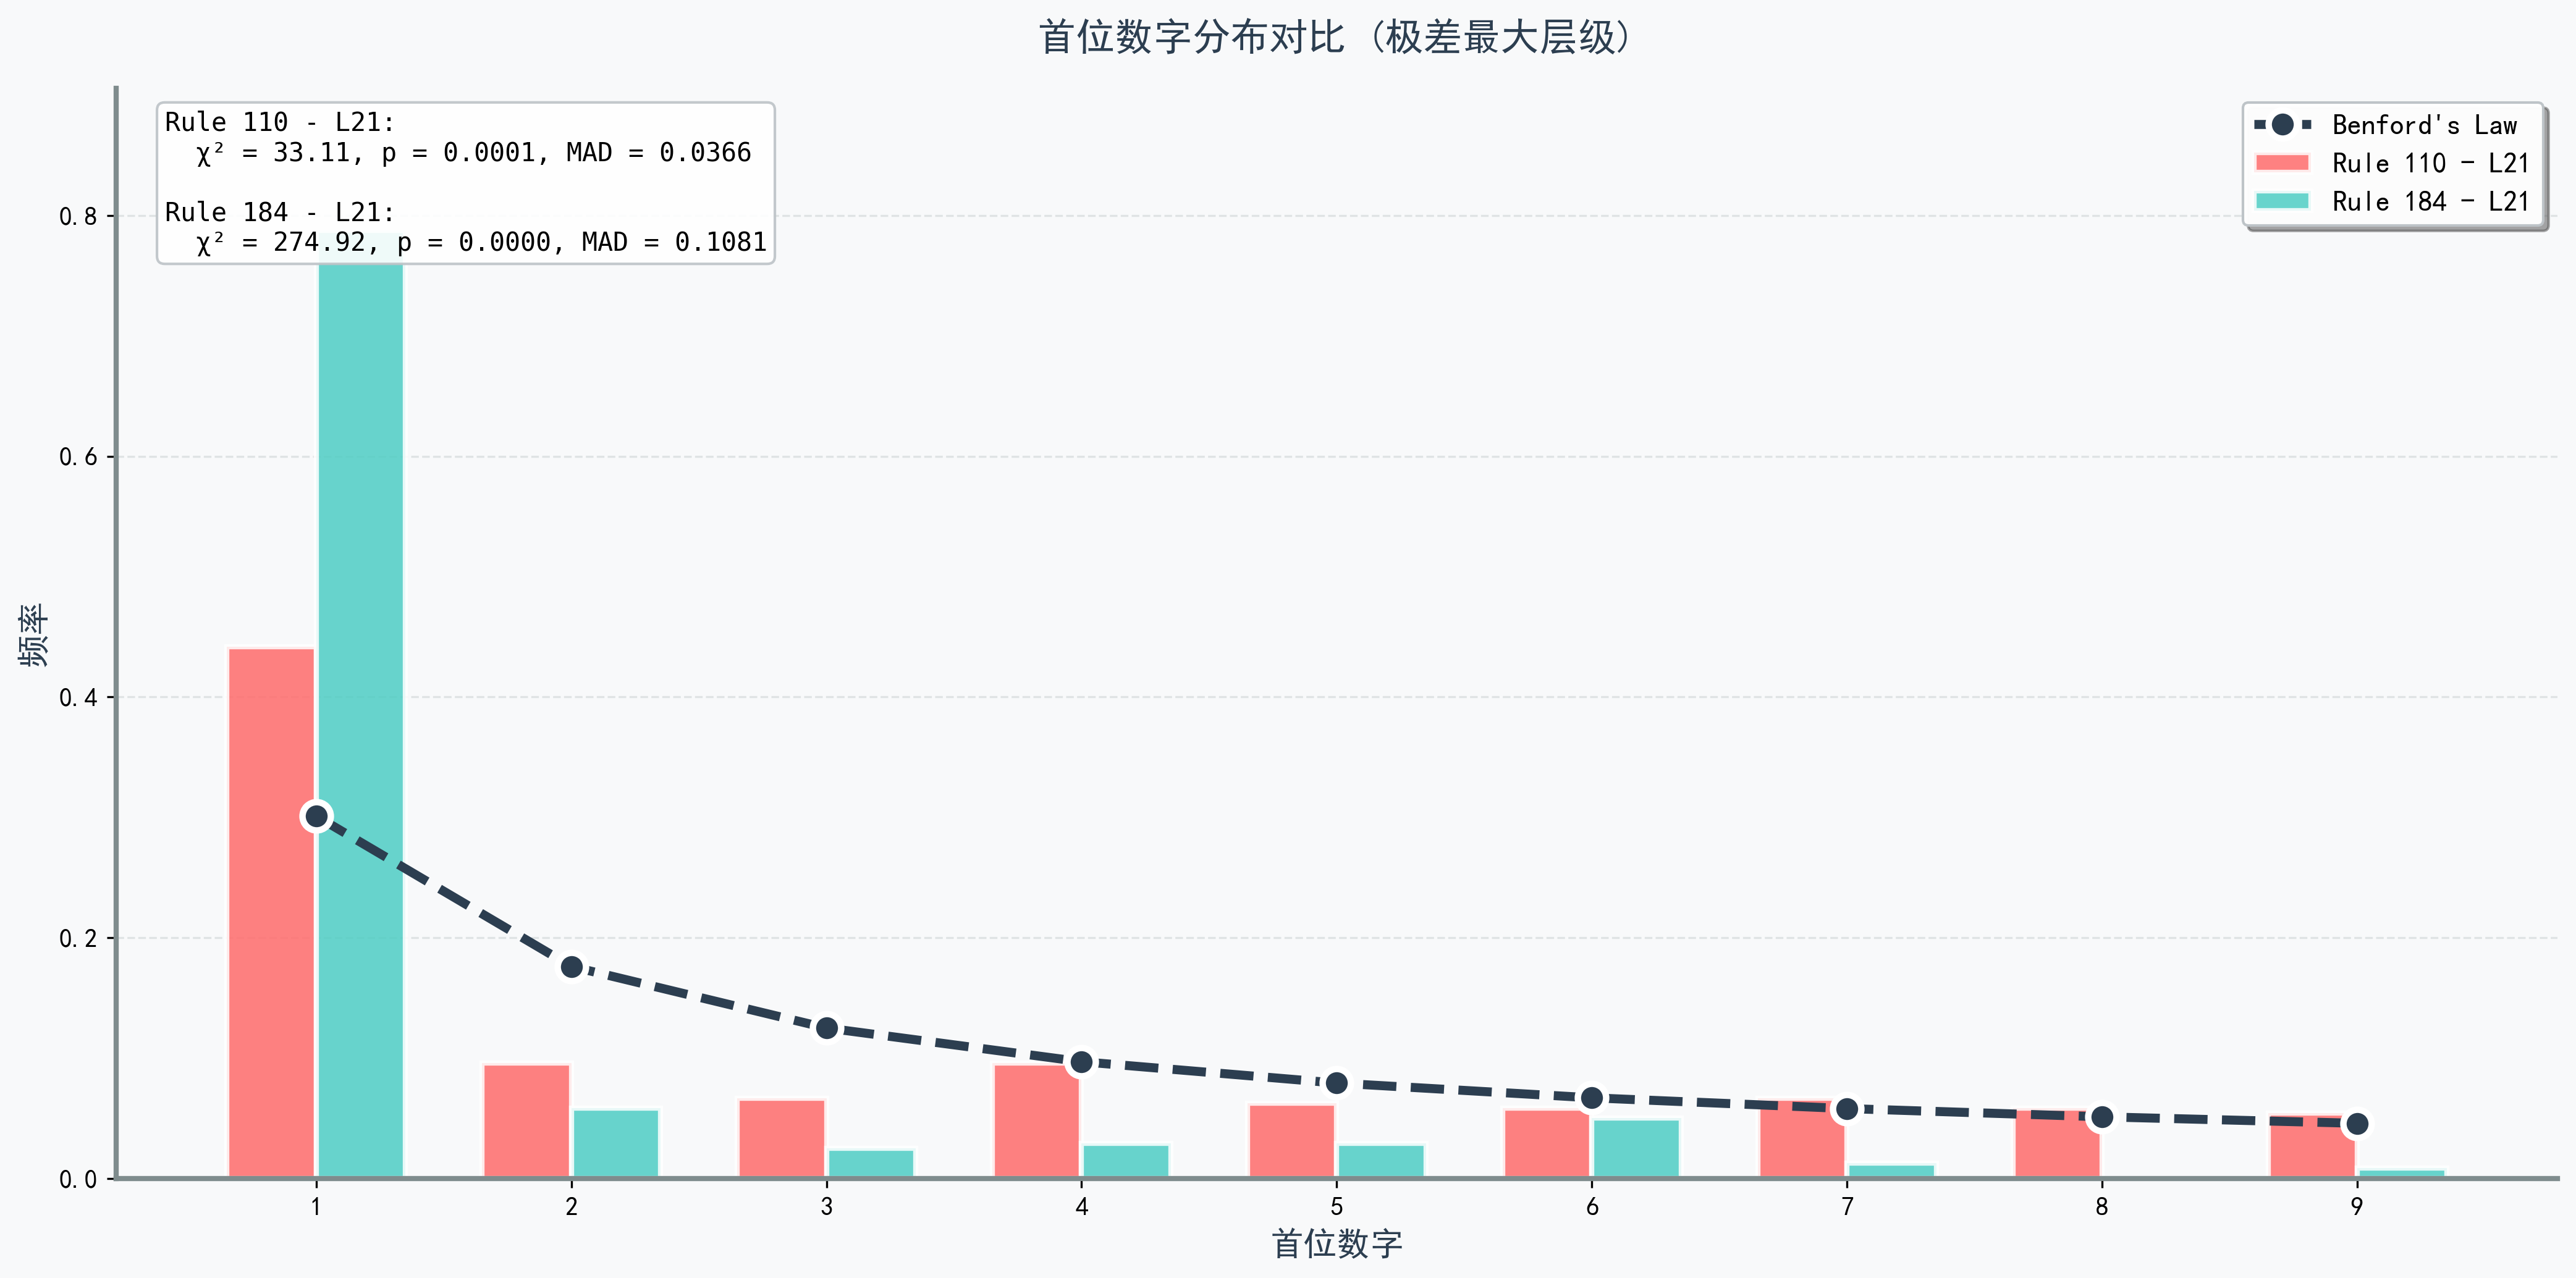 首位数字分布对比 (极差最大层级)
Rule 110 - L21:
χ² = 33.11, p = 0.0001, MAD = 0.0366
Rule 184 - L21:
χ² = 274.92, p = 0.0000, MAD = 0.1081
Benford's Law
Rule 110 - L21
Rule 184 - L21
频率
0.8
0.6
0.4
0.2
0.0
1 2 3 4 5 6 7 8 9
首位数字